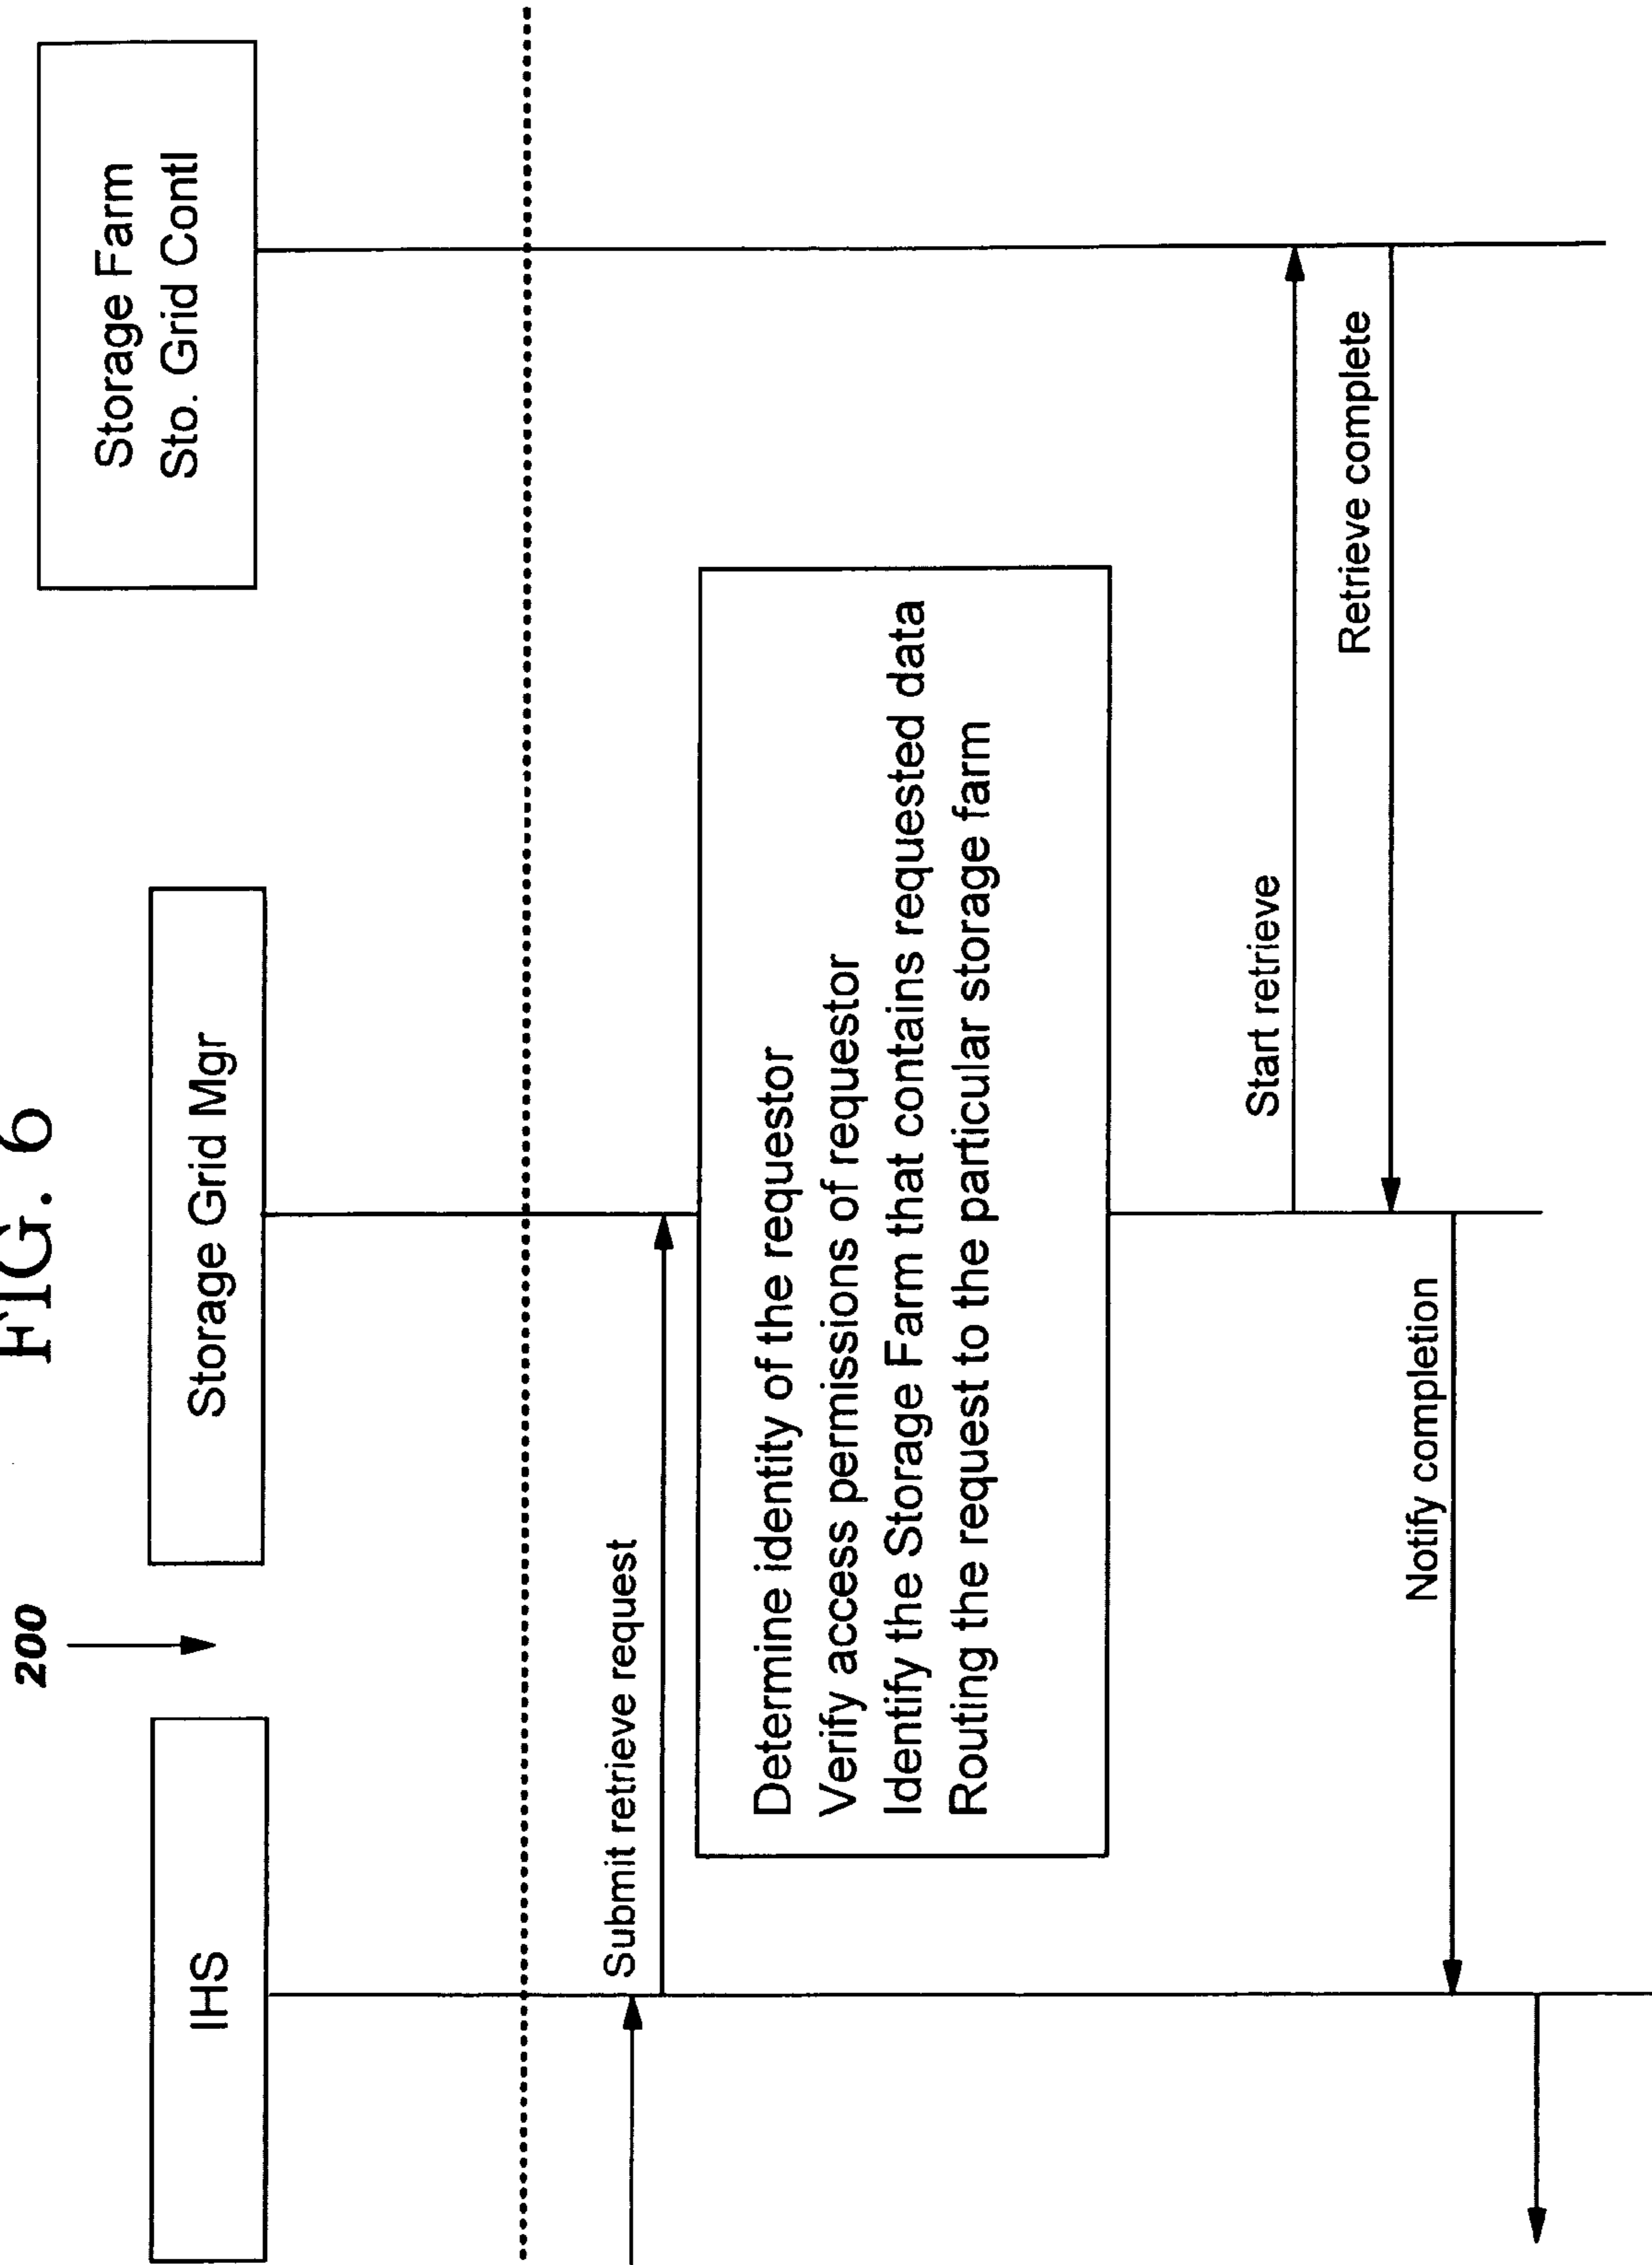 FIG. 6
200
IHS
Storage Grid Mgr
Storage Farm
Sto. Grid Contl
Submit retrieve request
Determine identity of the requestor
Verify access permissions of requestor
Identify the Storage Farm that contains requested data
Routing the request to the particular storage farm
Start retrieve
Retrieve complete
Notify completion